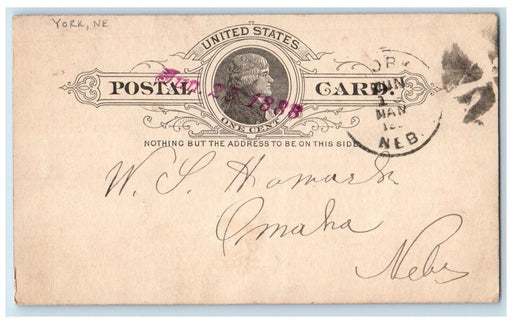 YORK, NE
UNITED STATES
POSTAL CARD.
ONE CENT
NOTHING BUT THE ADDRESS TO BE ON THIS SIDE.
JUN
NEB.
W. S.
Omaha
Nebr